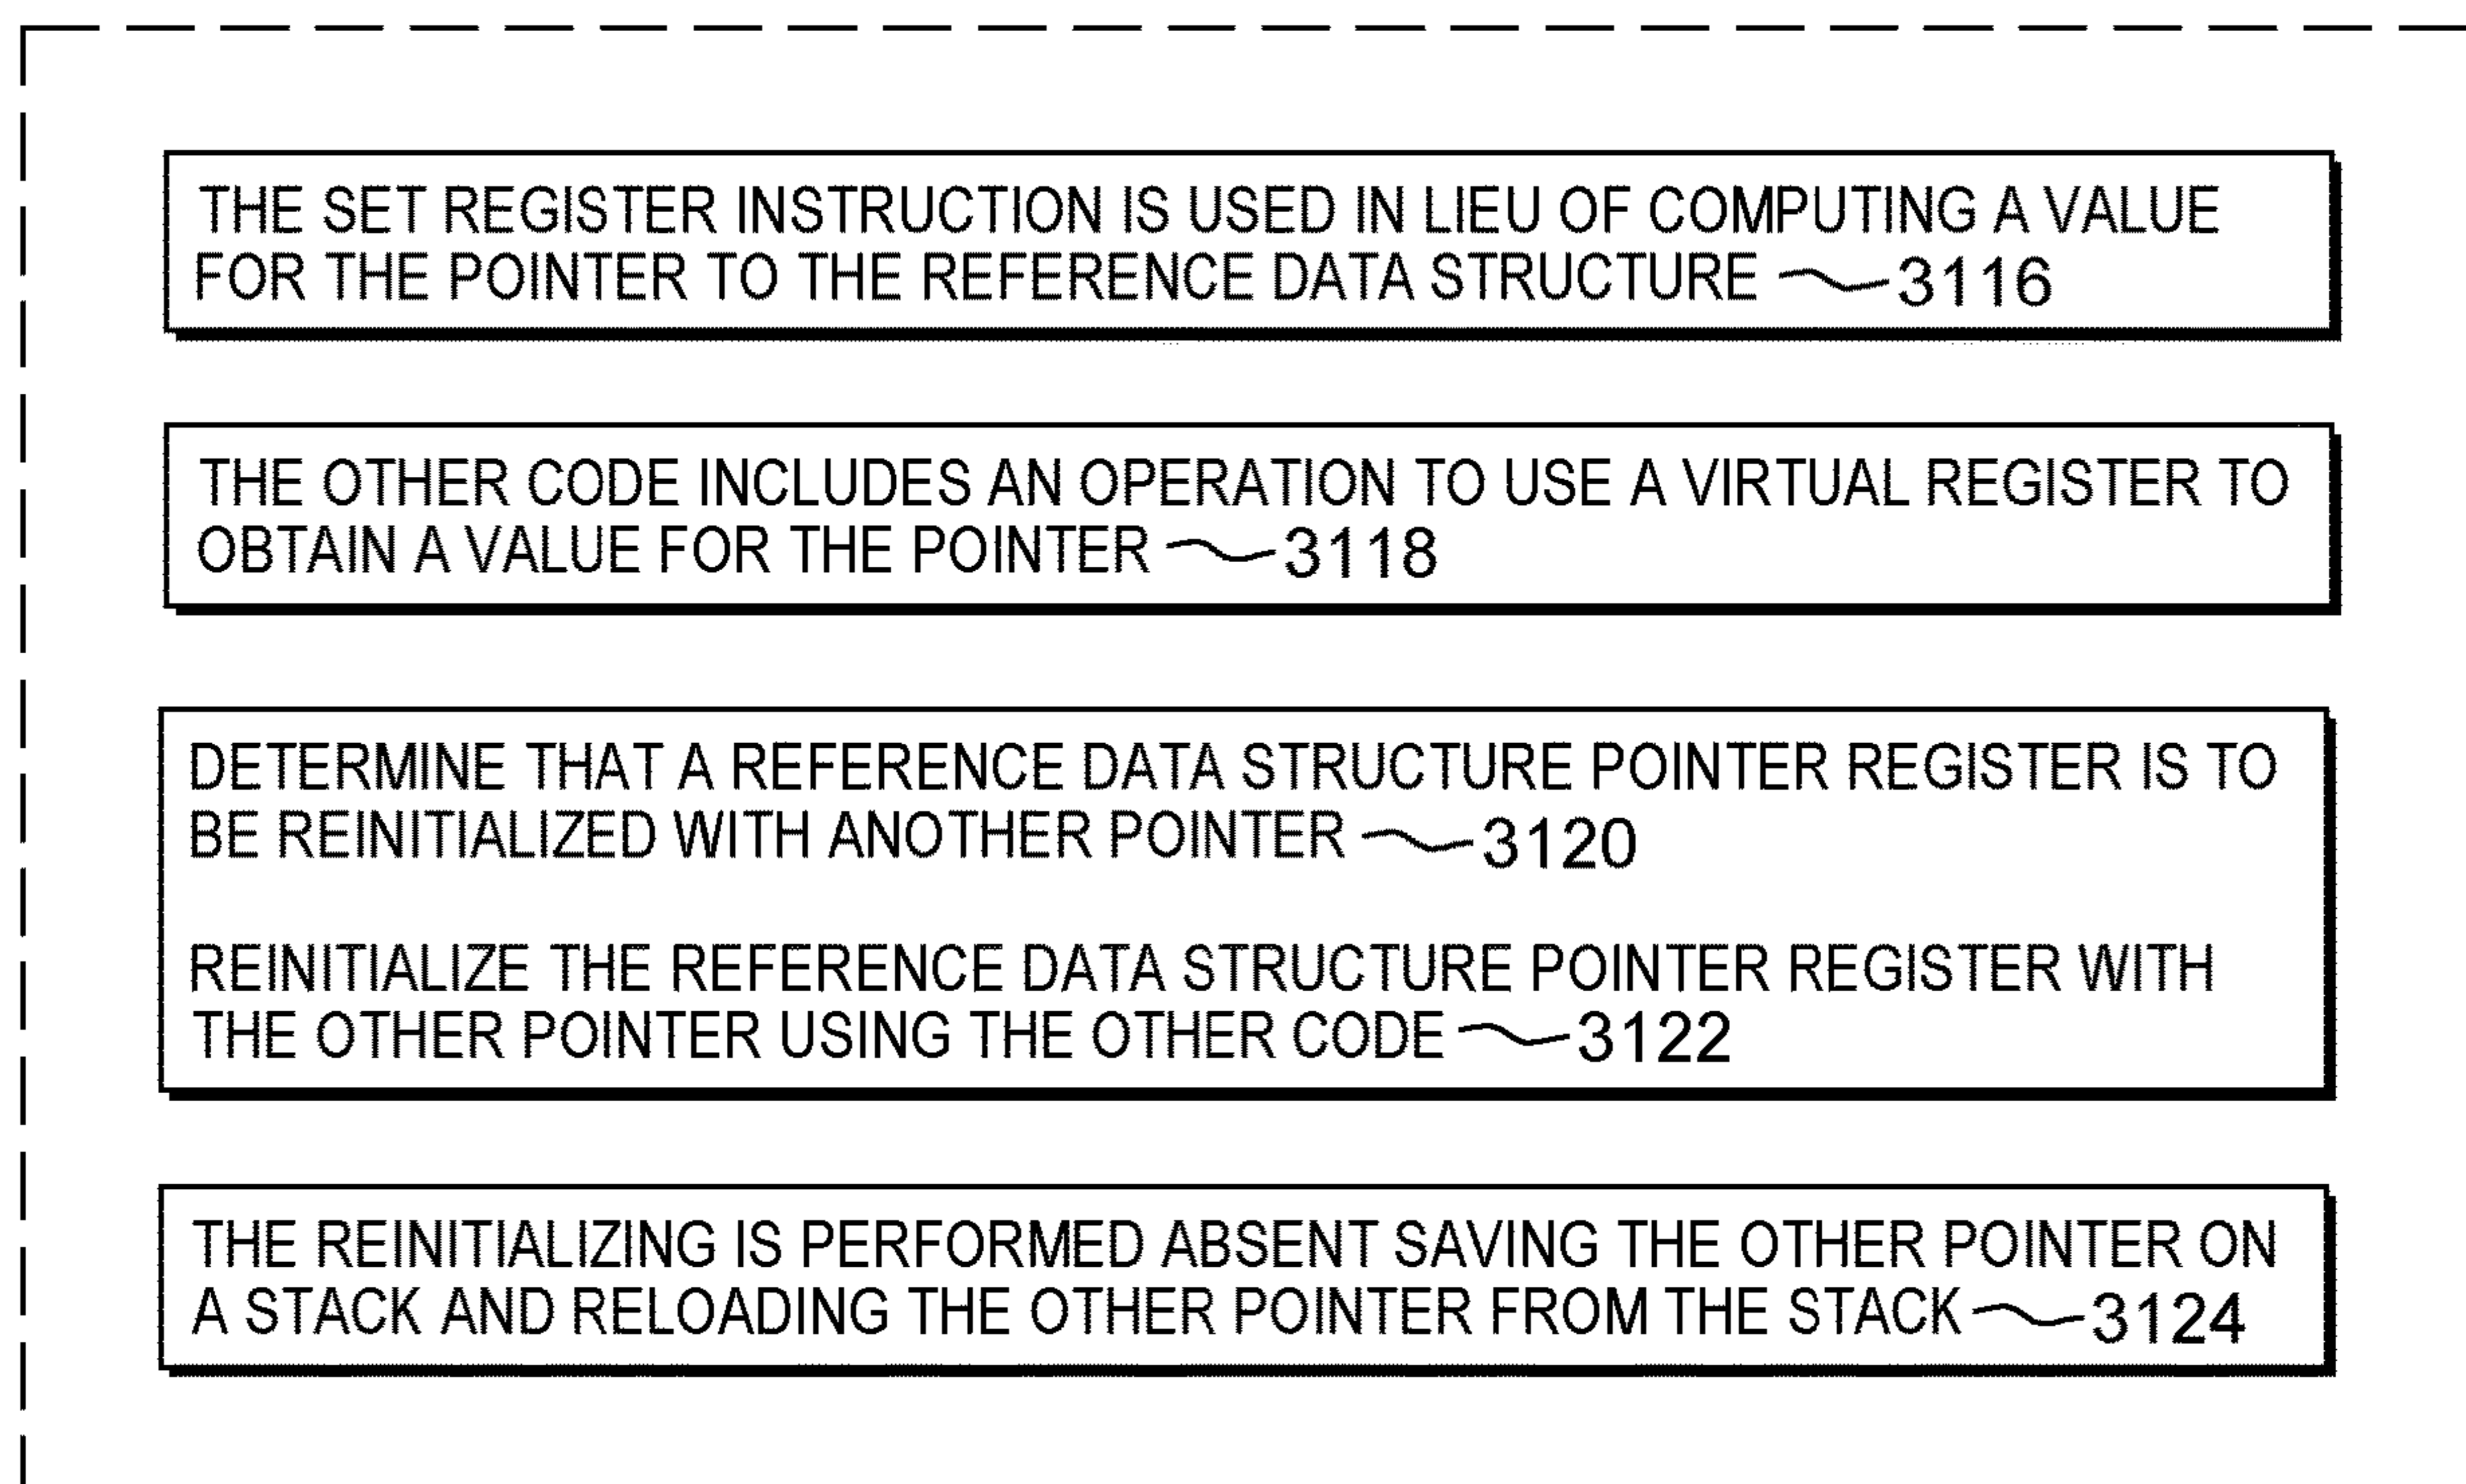 THE SET REGISTER INSTRUCTION IS USED IN LIEU OF COMPUTING A VALUE
FOR THE POINTER TO THE REFERENCE DATA STRUCTURE 3116
THE OTHER CODE INCLUDES AN OPERATION TO USE A VIRTUAL REGISTER TO
OBTAIN A VALUE FOR THE POINTER 3118
DETERMINE THAT A REFERENCE DATA STRUCTURE POINTER REGISTER IS TO
BE REINITIALIZED WITH ANOTHER POINTER 3120
REINITIALIZE THE REFERENCE DATA STRUCTURE POINTER REGISTER WITH
THE OTHER POINTER USING THE OTHER CODE 3122
THE REINITIALIZING IS PERFORMED ABSENT SAVING THE OTHER POINTER ON
A STACK AND RELOADING THE OTHER POINTER FROM THE STACK 3124